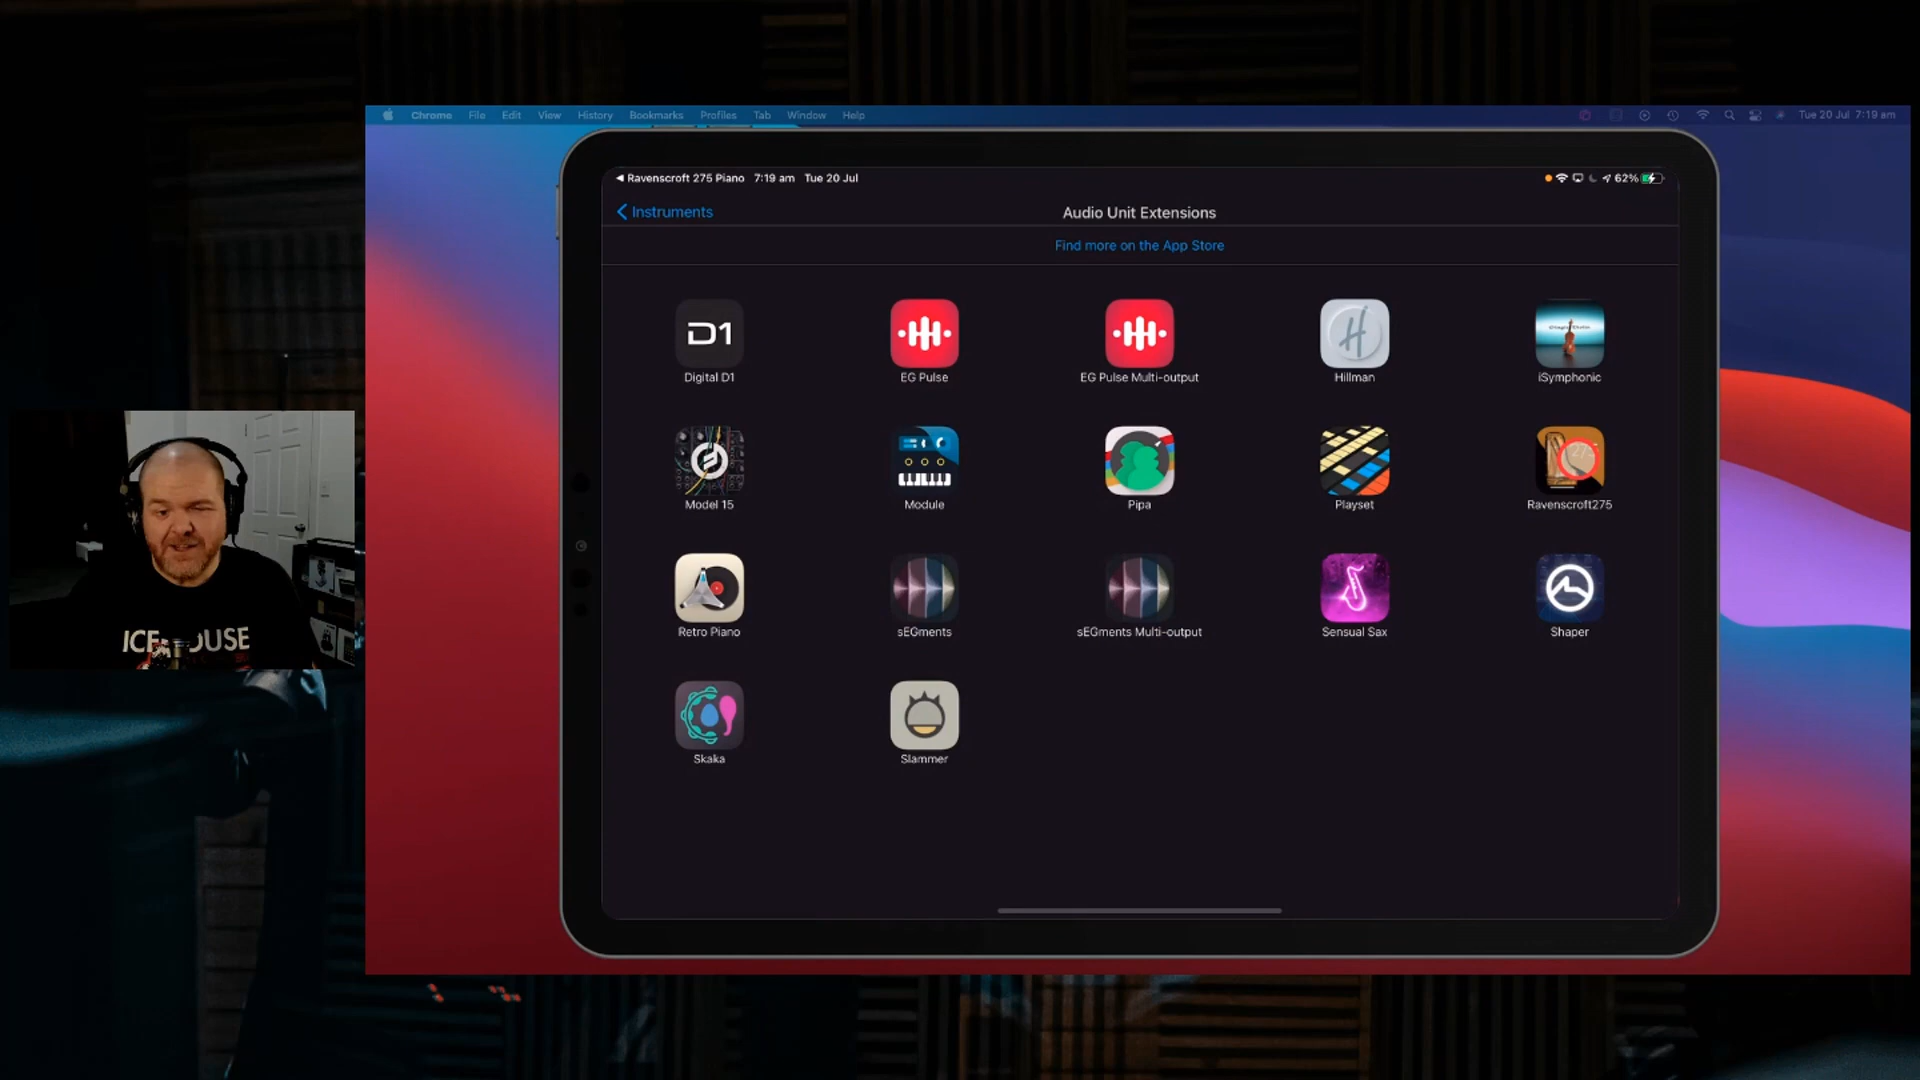 Chrome File Edit View History Bookmarks Profiles Tab Window Help
Tue 20 Jul 7:19 am
Ravenscroft 275 Piano 7:19 am Tue 20 Jul
62%
Instruments
Audio Unit Extensions
Find more on the App Store
D1
Digital D1
EG Pulse
EG Pulse Multi-output
Hillman
iSymphonic
Model 15
Module
Pipa
Playset
Ravenscroft275
Retro Piano
sEGments
sEGments Multi-output
Sensual Sax
Shaper
Skaka
Slammer